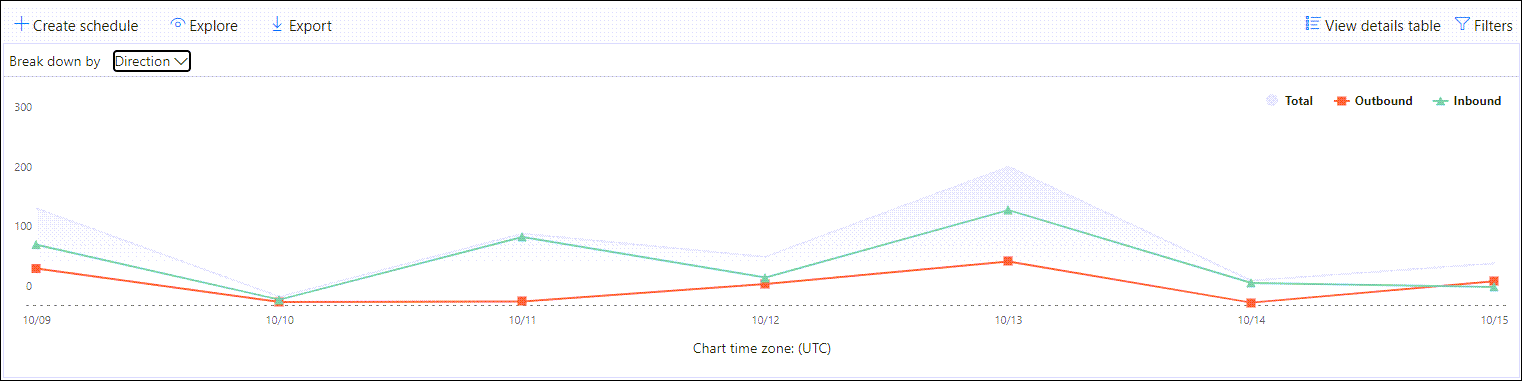 Create schedule Explore Export View details table Filters
Break down by Direction
Total Outbound Inbound
300
200
100
0
10/09 10/10 10/11 10/12 10/13 10/14 10/15
Chart time zone: (UTC)